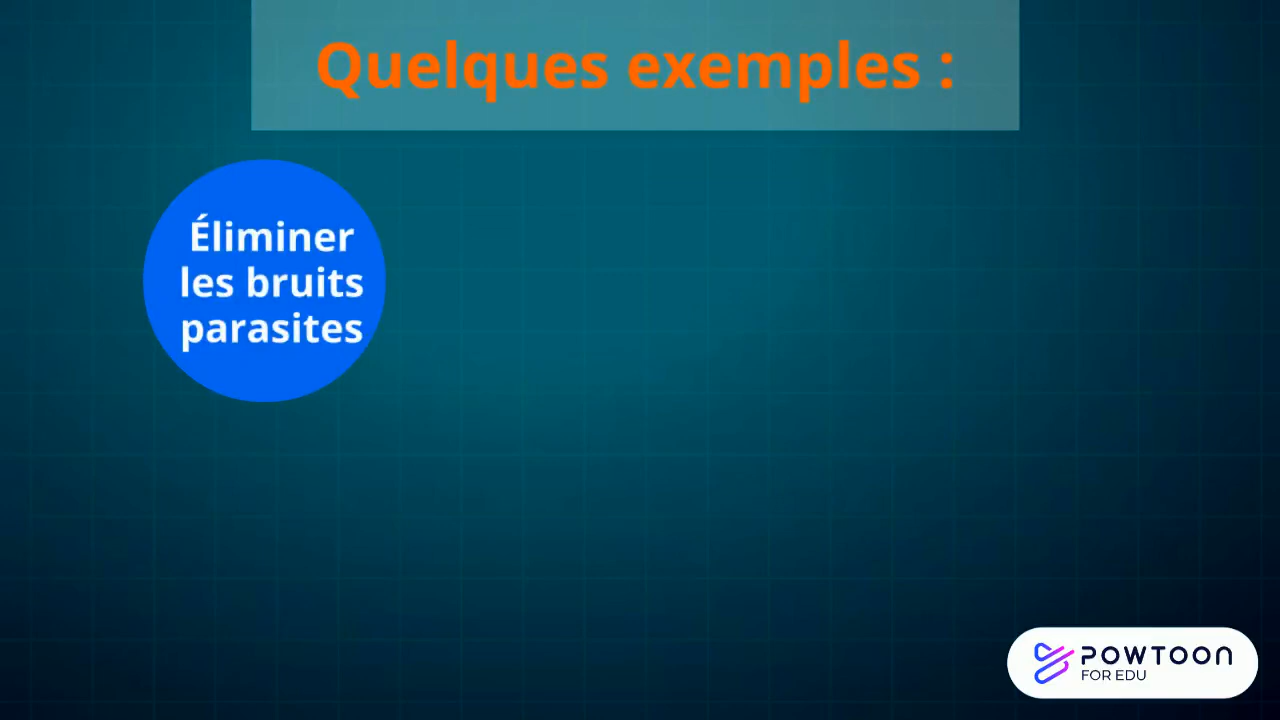 Quelques exemples :
Éliminer
les bruits
parasites
POWTOON
FOR EDU